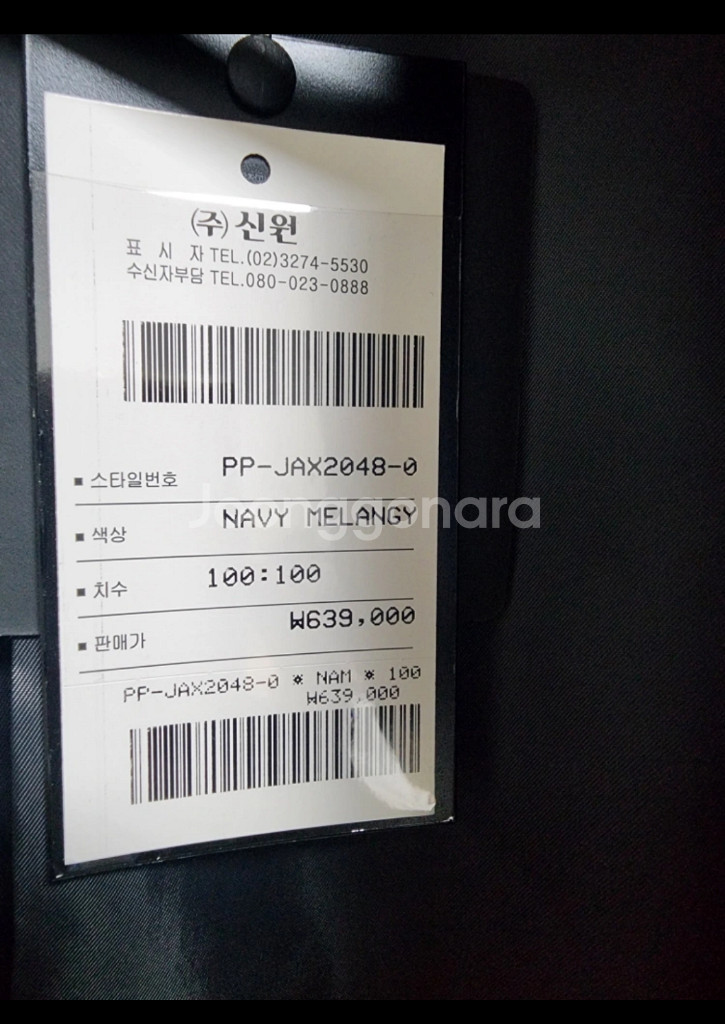 (주)신원
표 시 자 TEL.(02)3274-5530
수신자부담 TEL.080-023-0888
■ 스타일번호 PP-JAX2048-0
Joonggonara
■ 색상 NAVY MELANGY
■ 치수 100:100
■ 판매가 ₩639,000
PP-JAX2048-0 ※ NAM ※ 100
₩639,000